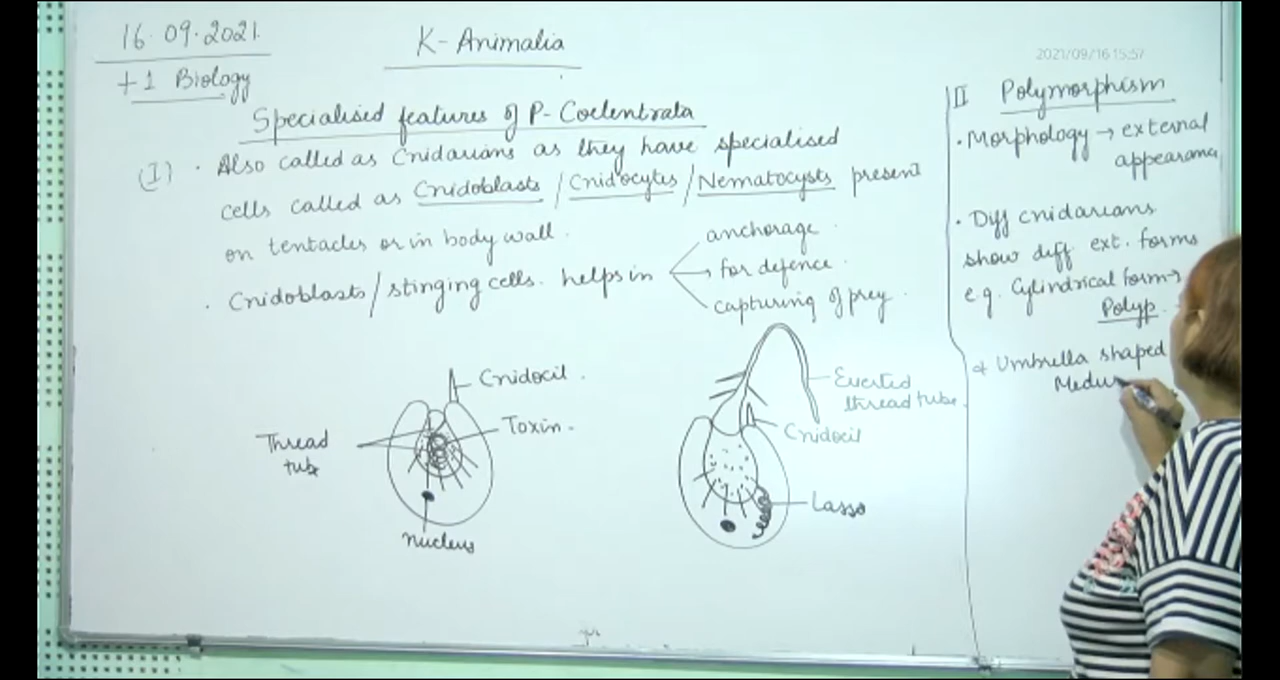 16.09.2021
+1 Biology
K- Animalia
2021/09/16 15:57
Specialised features of P- Coelentrata
(I) · Also called as Cnidarians as they have specialised
cells called as Cnidoblasts / Cnidocytes / Nematocysts present
on tentacles or in body wall.
· Cnidoblasts / stinging cells. helps in
anchorage.
→ for defence.
capturing of prey.
Cnidocil.
Thread
tube
Toxin.
nucleus
Everted
thread tube.
Cnidocil
Lasso
II Polymorphism
· Morphology → external
appearance
· Diff cnidarians
show diff ext. forms
e.g. Cylindrical form →
Polyp.
& Umbrella shaped
Medu